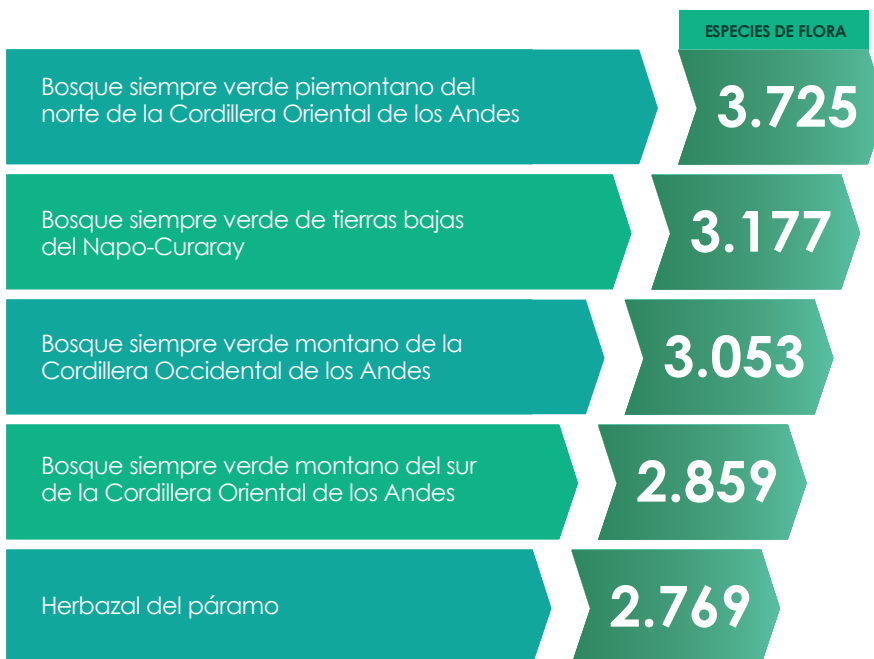 ESPECIES DE FLORA
Bosque siempre verde piemontano del
norte de la Cordillera Oriental de los Andes
3.725
Bosque siempre verde de tierras bajas
del Napo-Curaray
3.177
Bosque siempre verde montano de la
Cordillera Occidental de los Andes
3.053
Bosque siempre verde montano del sur
de la Cordillera Oriental de los Andes
2.859
Herbazal del páramo
2.769